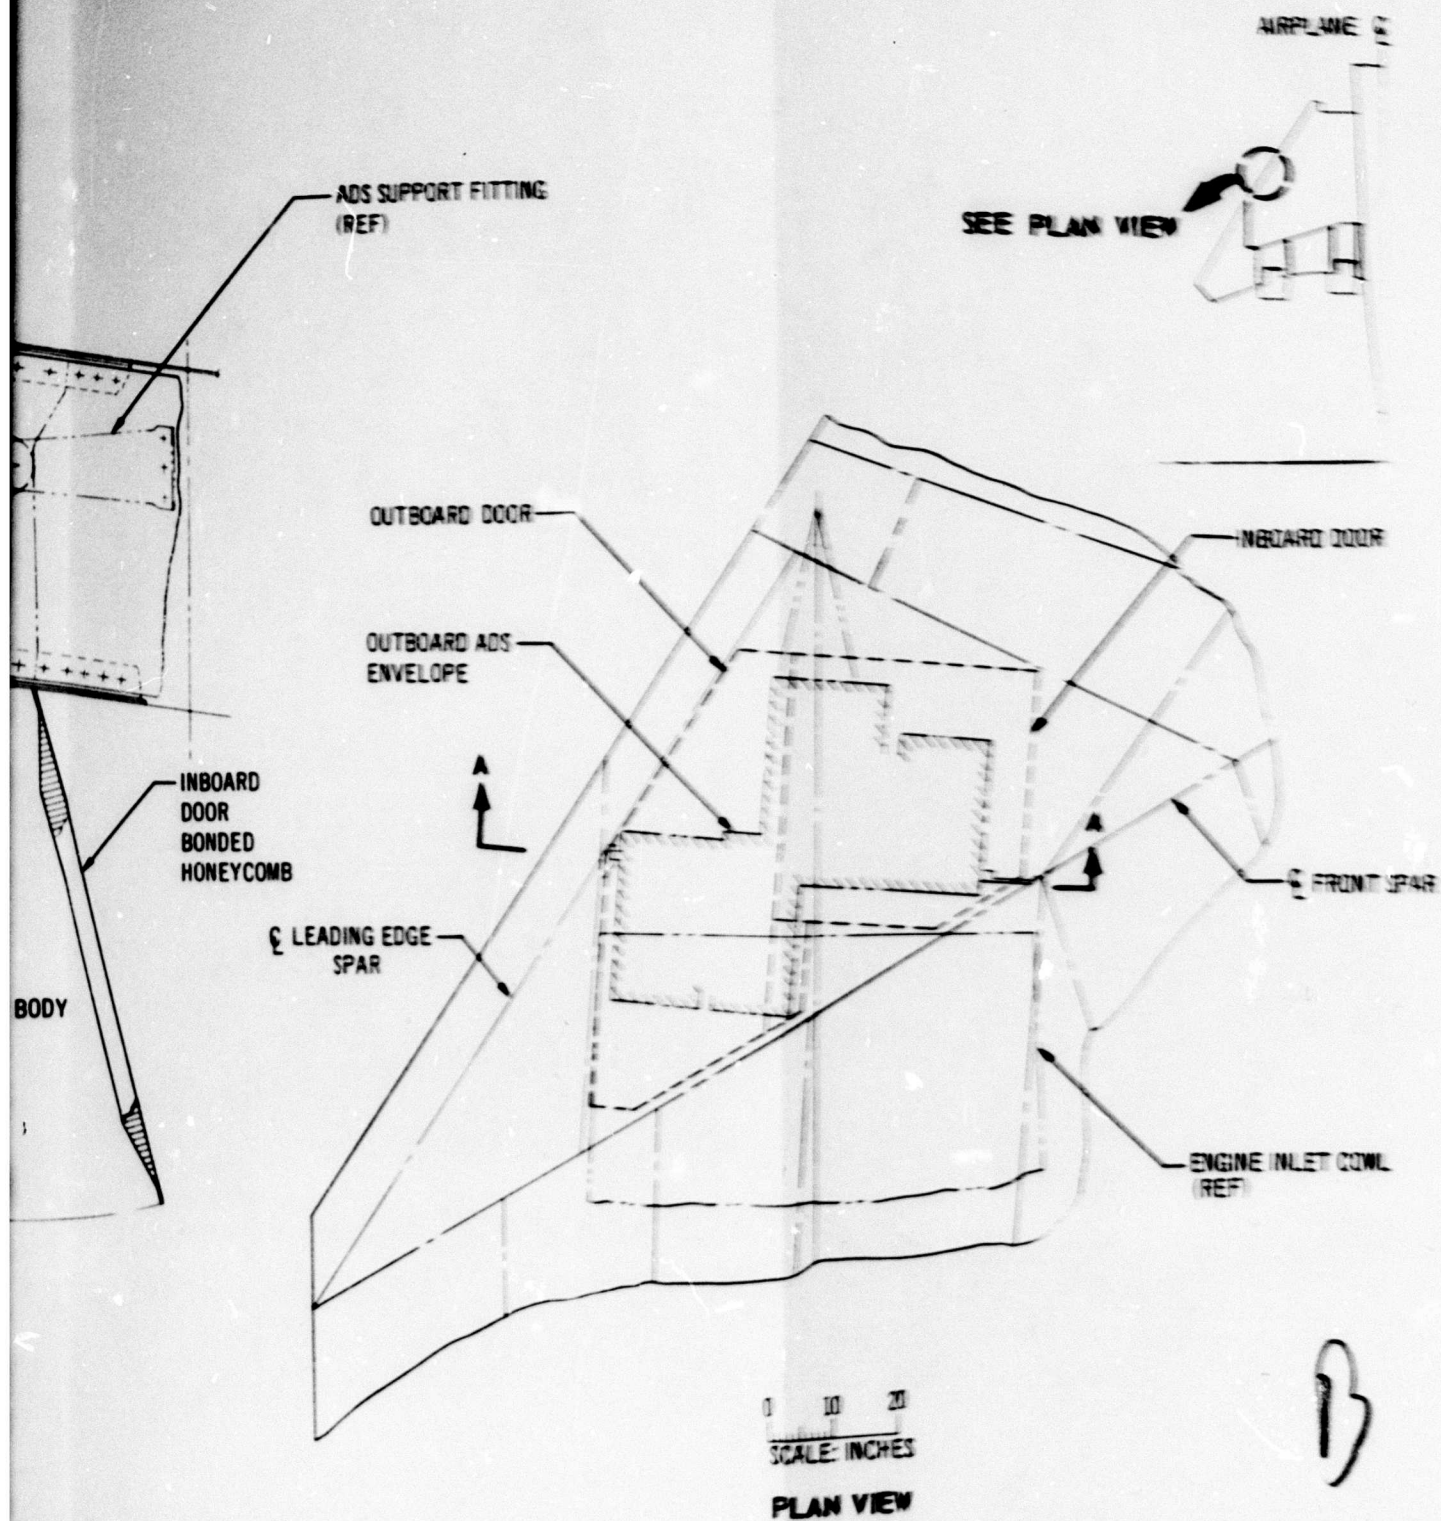 AIRPLANE ℄
SEE PLAN VIEW
ADS SUPPORT FITTING
(REF)
OUTBOARD DOOR
INBOARD DOOR
OUTBOARD ADS
ENVELOPE
A
A
INBOARD
DOOR
BONDED
HONEYCOMB
℄ FRONT SPAR
℄ LEADING EDGE
SPAR
BODY
ENGINE INLET COWL
(REF)
0 10 20
SCALE: INCHES
PLAN VIEW
B